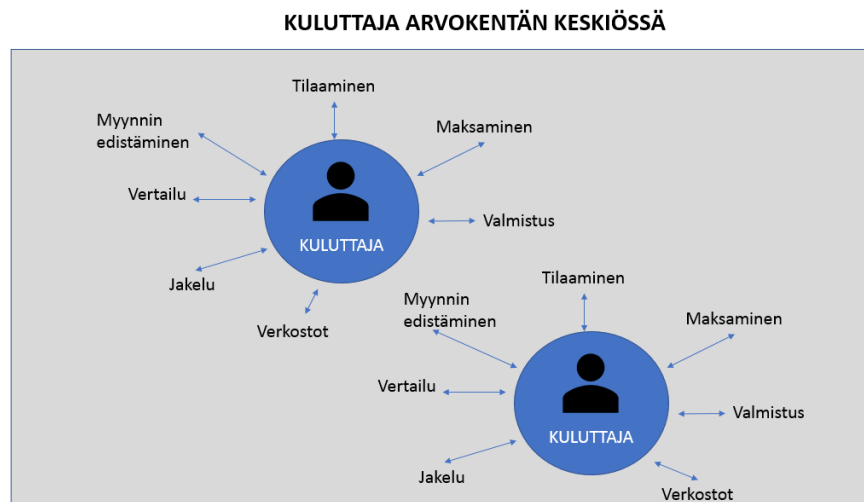 KULUTTAJA ARVOKENTÄN KESKIÖSSÄ
Tilaaminen
Myynnin
edistäminen
Maksaminen
Vertailu
Valmistus
KULUTTAJA
Jakelu
Verkostot
Tilaaminen
Myynnin
edistäminen
Maksaminen
Vertailu
Valmistus
KULUTTAJA
Jakelu
Verkostot